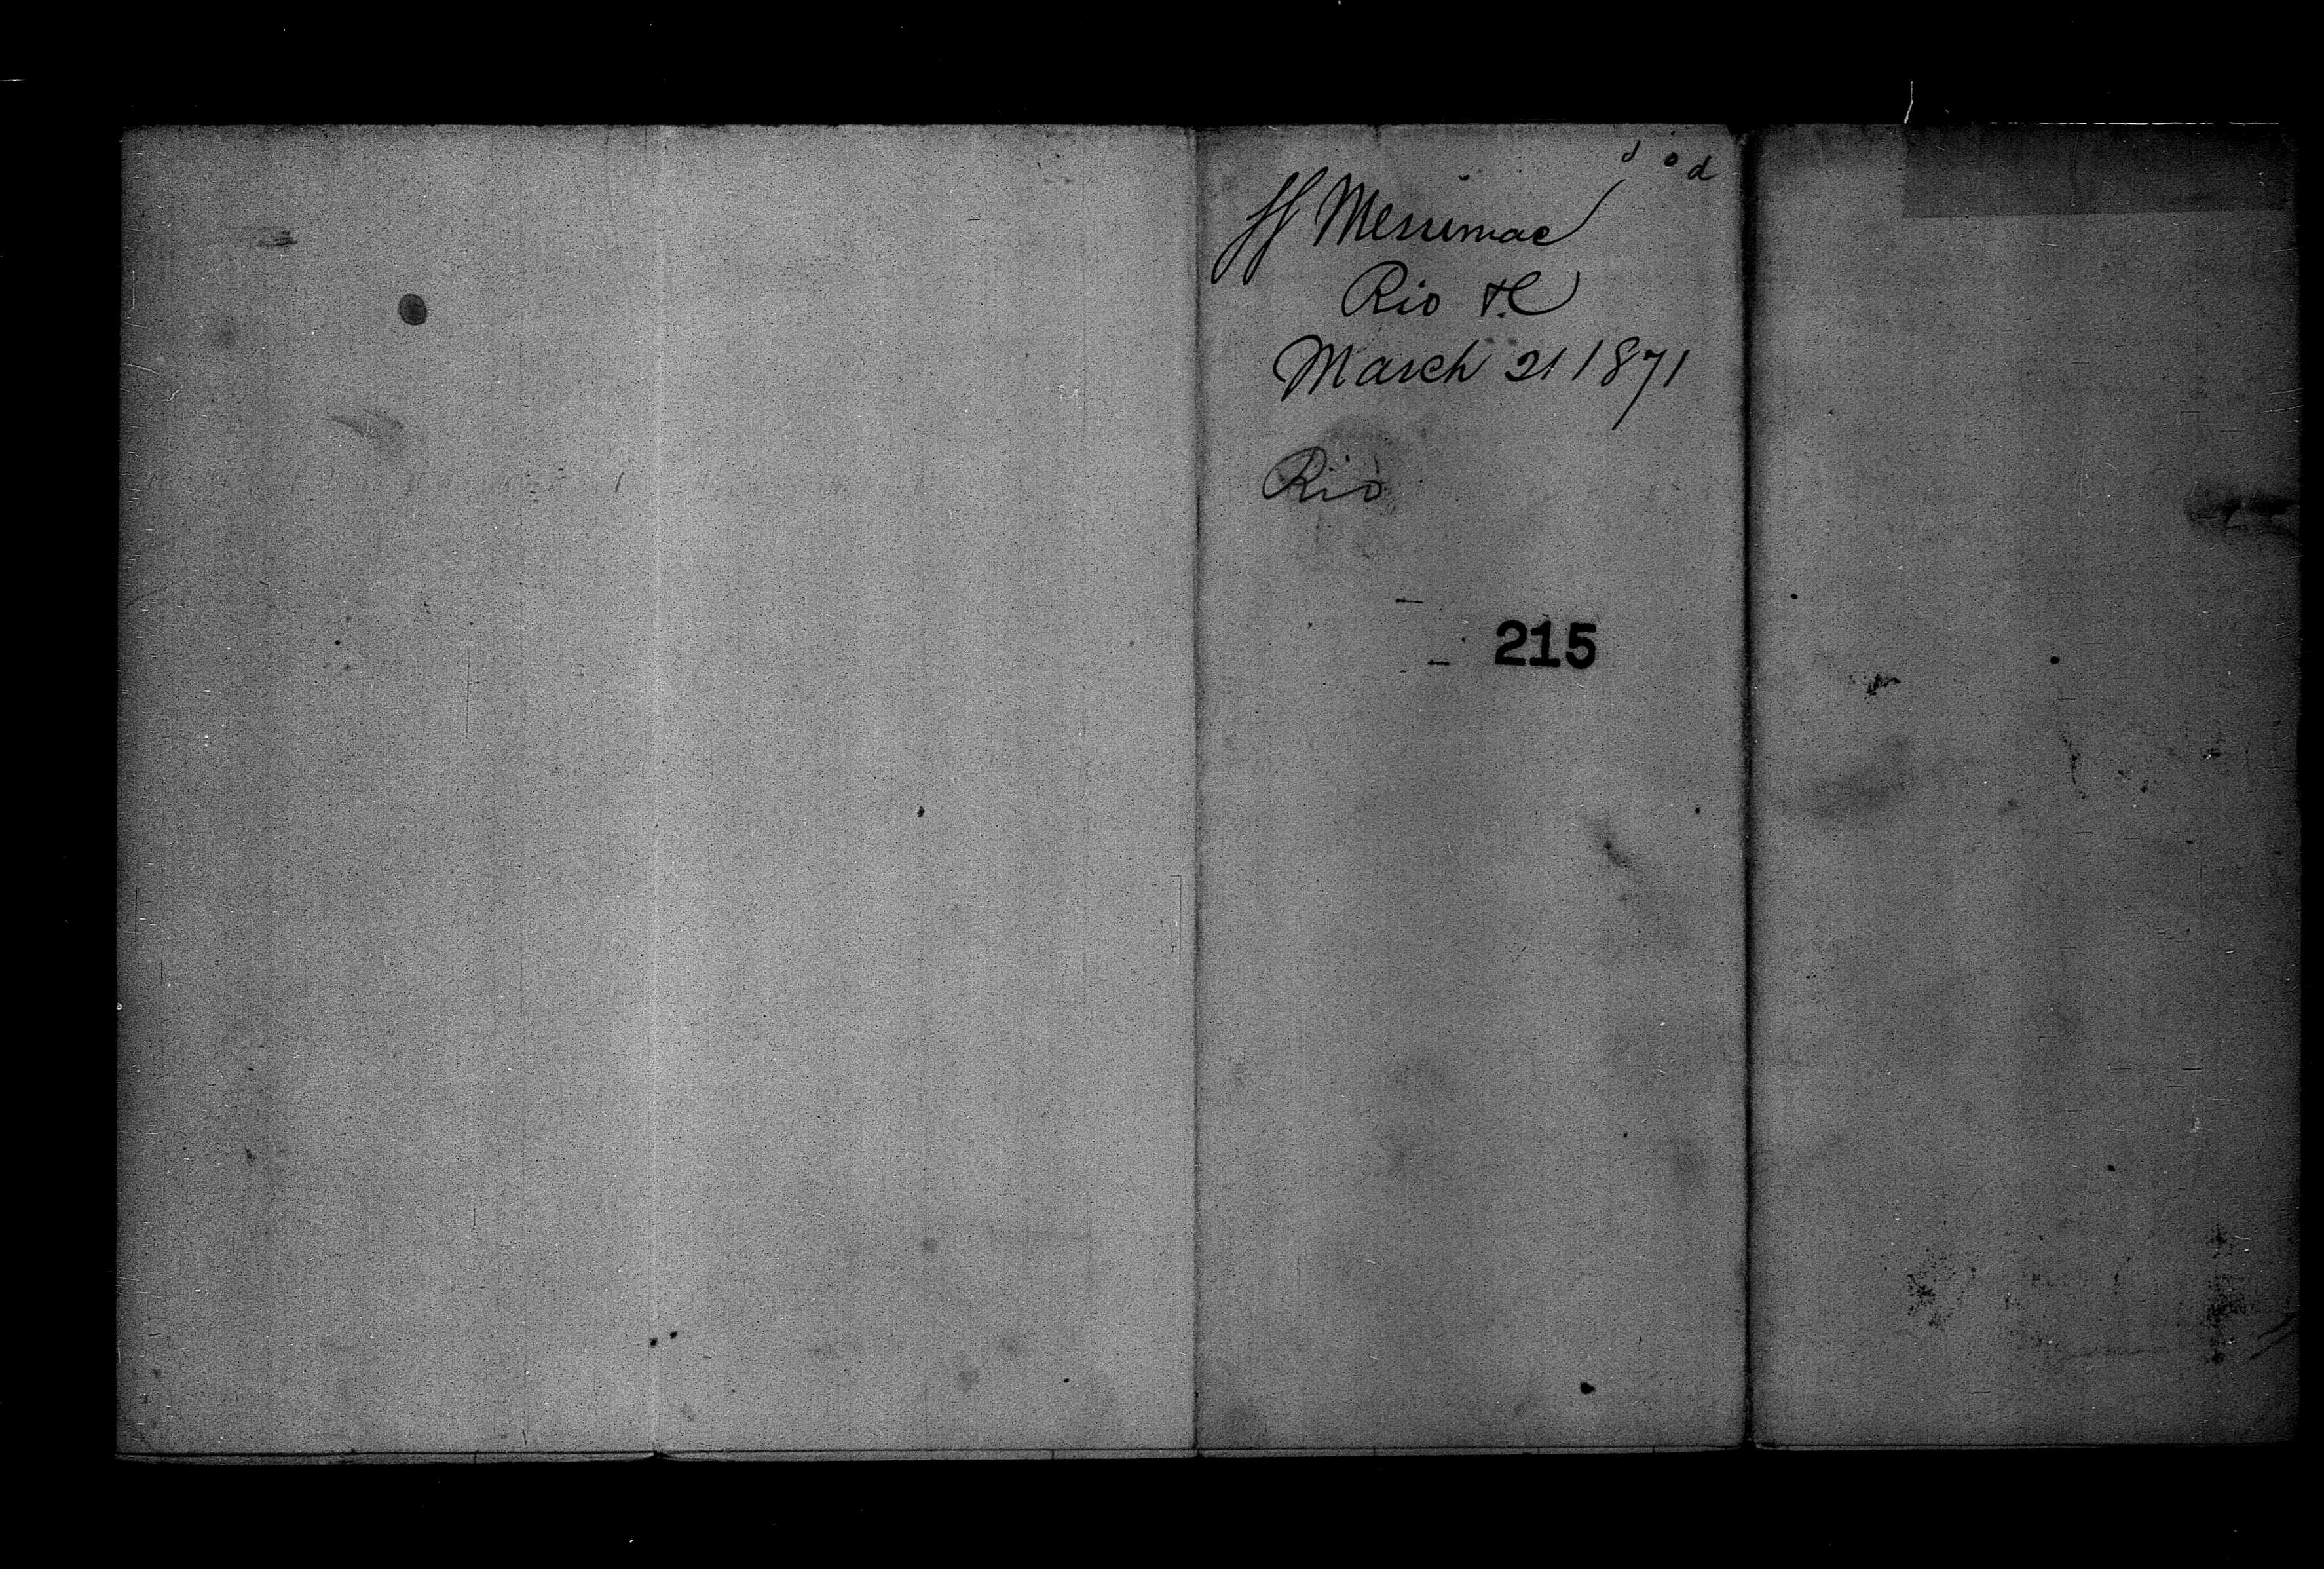 SS Merrimac
Rio &c
March 21 1871
Rio
215